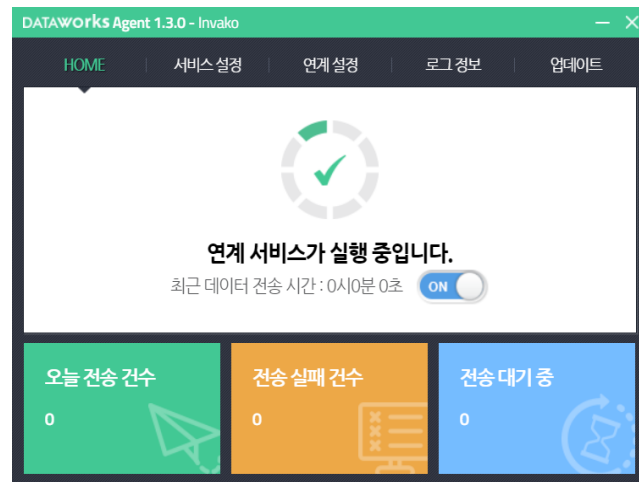 DATAWorks Agent 1.3.0 - Invako
HOME 서비스 설정 연계 설정 로그 정보 업데이트
연계 서비스가 실행 중입니다.
최근 데이터 전송 시간 : 0시0분 0초 ON
오늘 전송 건수 전송 실패 건수 전송 대기 중
0 0 0